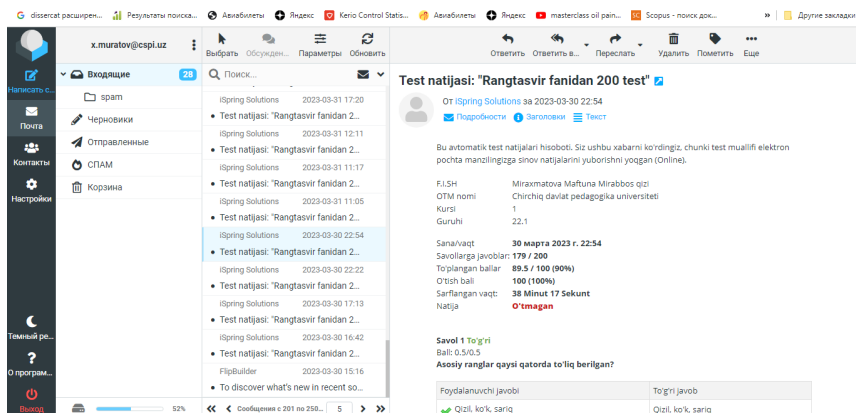 dissercat расширен...
Результаты поиска...
Авиабилеты
Яндекс
Kerio Control Statis...
Авиабилеты
Яндекс
masterclass oil pain...
Scopus - поиск док...
»
Другие закладки
x.muratov@cspi.uz
Выбрать
Обсужден...
Параметры
Обновить
Ответить
Ответить в...
Переслать
Удалить
Пометить
Еще
Написать с...
Почта
Контакты
Настройки
Темный ре...
О програм...
Выход
Входящие
28
spam
Черновики
Отправленные
СПАМ
Корзина
52%
Поиск...
iSpring Solutions 2023-03-31 17:20
Test natijasi: "Rangtasvir fanidan 2...
iSpring Solutions 2023-03-31 12:11
Test natijasi: "Rangtasvir fanidan 2...
iSpring Solutions 2023-03-31 11:17
Test natijasi: "Rangtasvir fanidan 2...
iSpring Solutions 2023-03-31 11:05
Test natijasi: "Rangtasvir fanidan 2...
iSpring Solutions 2023-03-30 22:54
Test natijasi: "Rangtasvir fanidan 2...
iSpring Solutions 2023-03-30 22:22
Test natijasi: "Rangtasvir fanidan 2...
iSpring Solutions 2023-03-30 17:13
Test natijasi: "Rangtasvir fanidan 2...
iSpring Solutions 2023-03-30 16:42
Test natijasi: "Rangtasvir fanidan 2...
FlipBuilder 2023-03-30 15:16
To discover what's new in recent so...
Сообщения с 201 по 250...
5
Test natijasi: "Rangtasvir fanidan 200 test"
От iSpring Solutions за 2023-03-30 22:54
Подробности Заголовки Текст
Bu avtomatik test natijalari hisoboti. Siz ushbu xabarni ko'rdingiz, chunki test muallifi elektron
pochta manzilingizga sinov natijalarini yuborishni yoqgan (Online).
F.I.SH Miraxmatova Maftuna Mirabbos qizi
OTM nomi Chirchiq davlat pedagogika universiteti
Kursi 1
Guruhi 22.1
Sana/vaqt 30 марта 2023 г. 22:54
Savollarga javoblar: 179 / 200
To'plangan ballar 89.5 / 100 (90%)
O'tish bali 100 (100%)
Sarflangan vaqt: 38 Minut 17 Sekunt
Natija O'tmagan
Savol 1 To'g'ri
Ball: 0.5/0.5
Asosiy ranglar qaysi qatorda to'liq berilgan?
Foydalanuvchi javobi To'g'ri javob
Qizil, ko'k, sariq Qizil, ko'k, sariq